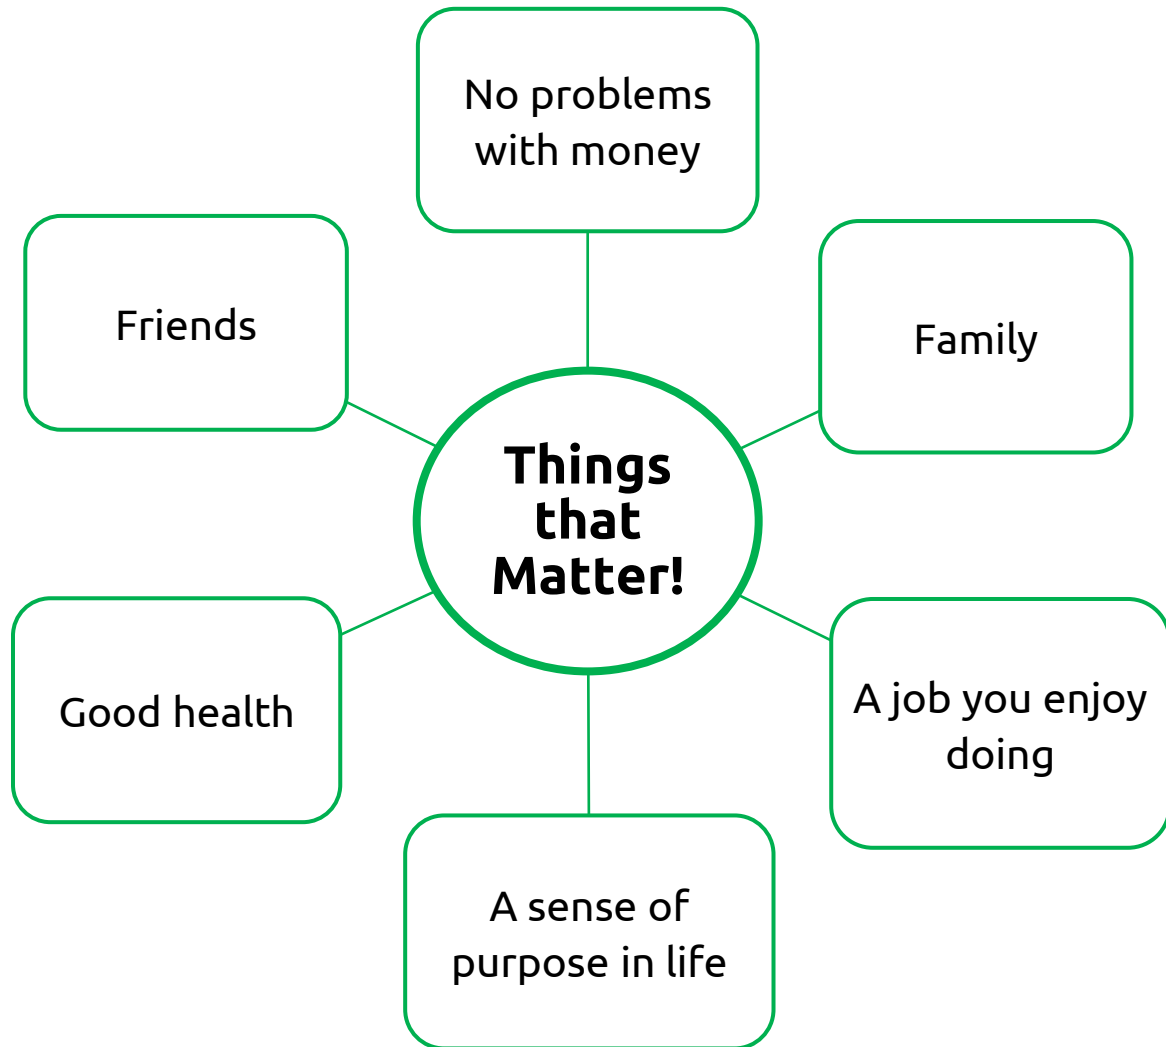 No problems
with money
Friends
Family
Things
that
Matter!
Good health
A job you enjoy
doing
A sense of
purpose in life